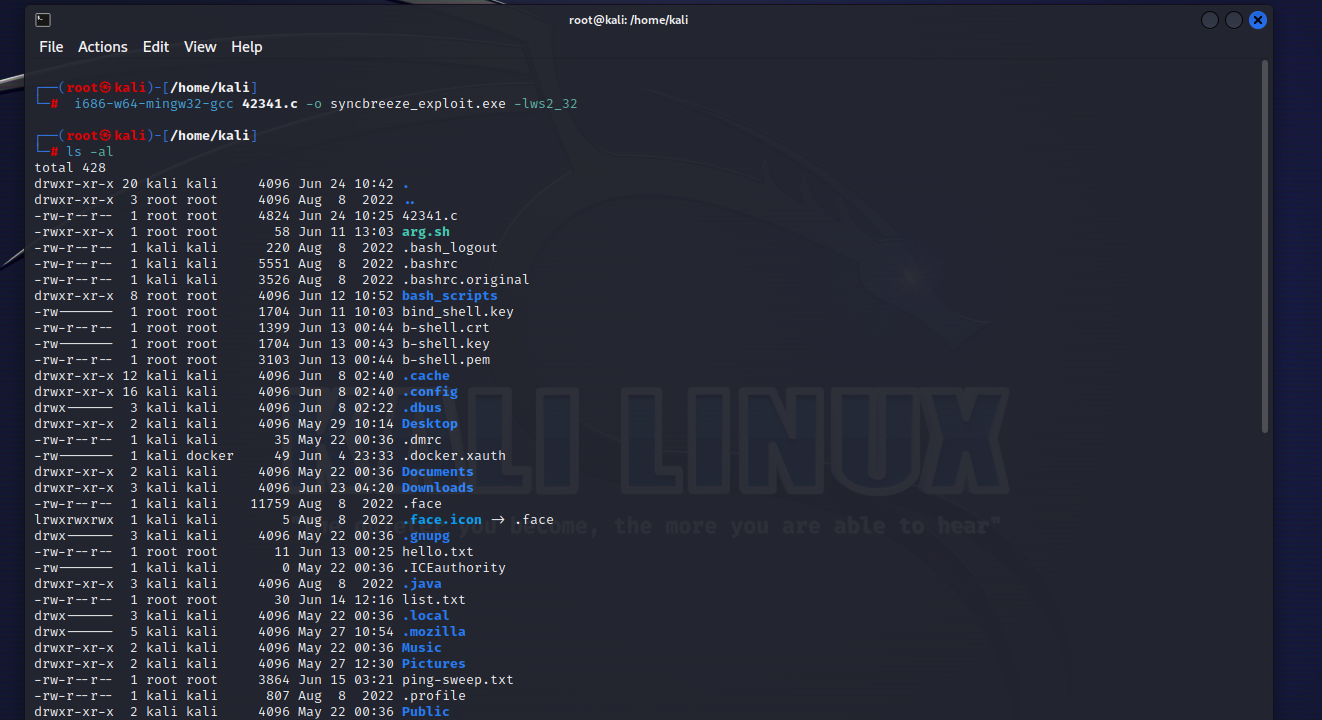 root@kali: /home/kali
File Actions Edit View Help
┌──(root㉿kali)-[/home/kali]
└─# i686-w64-mingw32-gcc 42341.c -o syncbreeze_exploit.exe -lws2_32
┌──(root㉿kali)-[/home/kali]
└─# ls -al
total 428
drwxr-xr-x 20 kali kali 4096 Jun 24 10:42 .
drwxr-xr-x 3 root root 4096 Aug 8 2022 ..
-rw-r--r-- 1 root root 4824 Jun 24 10:25 42341.c
-rwxr-xr-x 1 root root 58 Jun 11 13:03 arg.sh
-rw-r--r-- 1 kali kali 220 Aug 8 2022 .bash_logout
-rw-r--r-- 1 kali kali 5551 Aug 8 2022 .bashrc
-rw-r--r-- 1 kali kali 3526 Aug 8 2022 .bashrc.original
drwxr-xr-x 8 root root 4096 Jun 12 10:52 bash_scripts
-rw------- 1 root root 1704 Jun 11 10:03 bind_shell.key
-rw-r--r-- 1 root root 1399 Jun 13 00:44 b-shell.crt
-rw------- 1 root root 1704 Jun 13 00:43 b-shell.key
-rw-r--r-- 1 root root 3103 Jun 13 00:44 b-shell.pem
drwxr-xr-x 12 kali kali 4096 Jun 8 02:40 .cache
drwxr-xr-x 16 kali kali 4096 Jun 8 02:40 .config
drwx------ 3 kali kali 4096 Jun 8 02:22 .dbus
drwxr-xr-x 2 kali kali 4096 May 29 10:14 Desktop
-rw-r--r-- 1 kali kali 35 May 22 00:36 .dmrc
-rw------- 1 kali docker 49 Jun 4 23:33 .docker.xauth
drwxr-xr-x 2 kali kali 4096 May 22 00:36 Documents
drwxr-xr-x 3 kali kali 4096 Jun 23 04:20 Downloads
-rw-r--r-- 1 kali kali 11759 Aug 8 2022 .face
lrwxrwxrwx 1 kali kali 5 Aug 8 2022 .face.icon -> .face
drwx------ 3 kali kali 4096 May 22 00:36 .gnupg
-rw-r--r-- 1 root root 11 Jun 13 00:25 hello.txt
-rw------- 1 kali kali 0 May 22 00:36 .ICEauthority
drwxr-xr-x 3 kali kali 4096 Aug 8 2022 .java
-rw-r--r-- 1 root root 30 Jun 14 12:16 list.txt
drwx------ 3 kali kali 4096 May 22 00:36 .local
drwx------ 5 kali kali 4096 May 27 10:54 .mozilla
drwxr-xr-x 2 kali kali 4096 May 22 00:36 Music
drwxr-xr-x 2 kali kali 4096 May 27 12:30 Pictures
-rw-r--r-- 1 root root 3864 Jun 15 03:21 ping-sweep.txt
-rw-r--r-- 1 kali kali 807 Aug 8 2022 .profile
drwxr-xr-x 2 kali kali 4096 May 22 00:36 Public
KALI LINUX
become, the more you are able to hear"